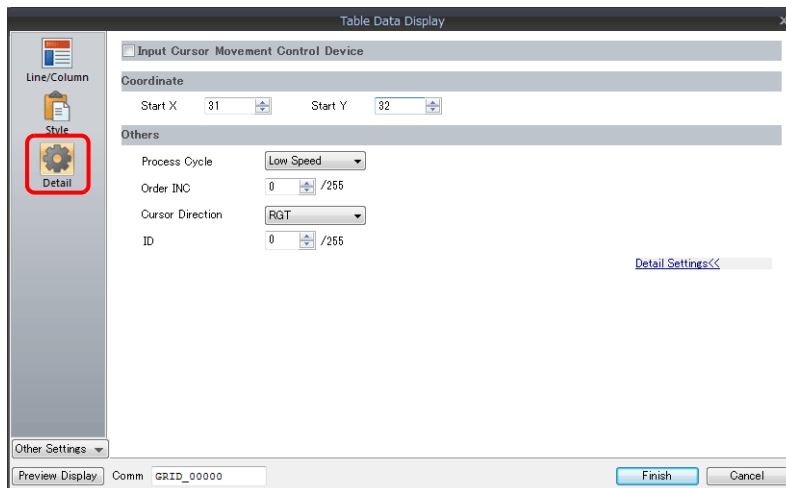 Table Data Display
Line/Column
Style
Detail
Input Cursor Movement Control Device
Coordinate
Start X 31 Start Y 32
Others
Process Cycle Low Speed
Order INC 0 /255
Cursor Direction RGT
ID 0 /255
Detail Settings<<
Other Settings
Preview Display Comm GRID_00000 Finish Cancel